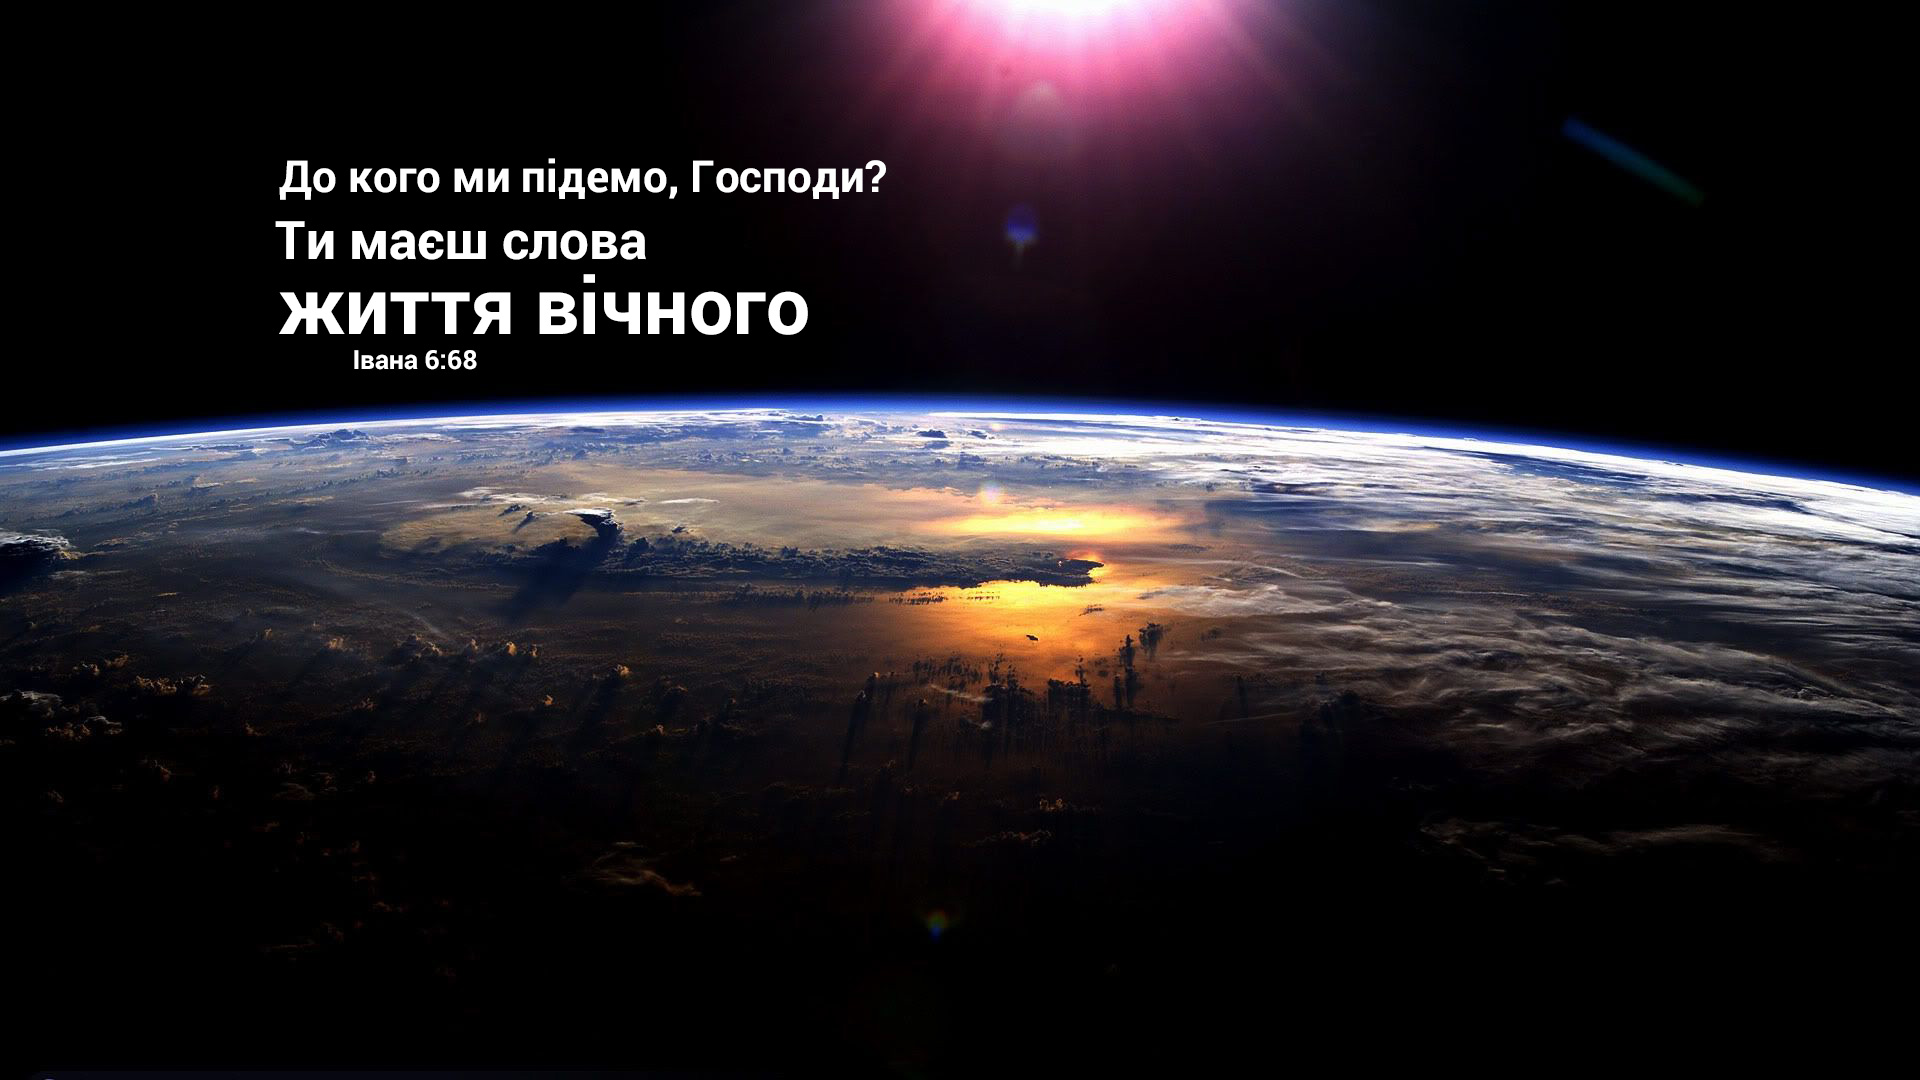 До кого ми підемо, Господи?
Ти маєш слова
життя вічного
Івана 6:68